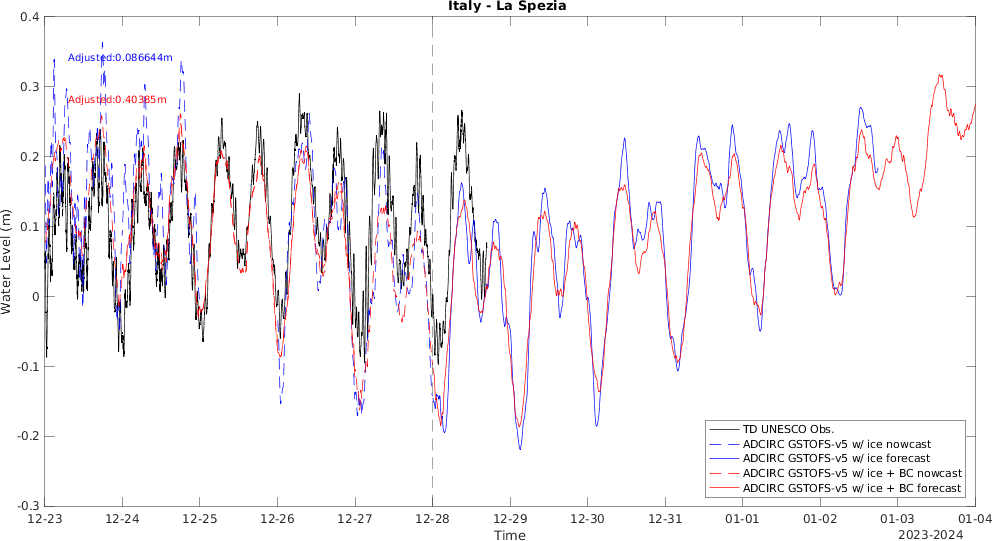 Italy - La Spezia
0.4
0.3
0.2
0.1
0
-0.1
-0.2
-0.3
Water Level (m)
Adjusted:0.086644m
Adjusted:0.40385m
TD UNESCO Obs.
ADCIRC GSTOFS-v5 w/ ice nowcast
ADCIRC GSTOFS-v5 w/ ice forecast
ADCIRC GSTOFS-v5 w/ ice + BC nowcast
ADCIRC GSTOFS-v5 w/ ice + BC forecast
12-23 12-24 12-25 12-26 12-27 12-28 12-29 12-30 12-31 01-01 01-02 01-03 01-04
Time
2023-2024